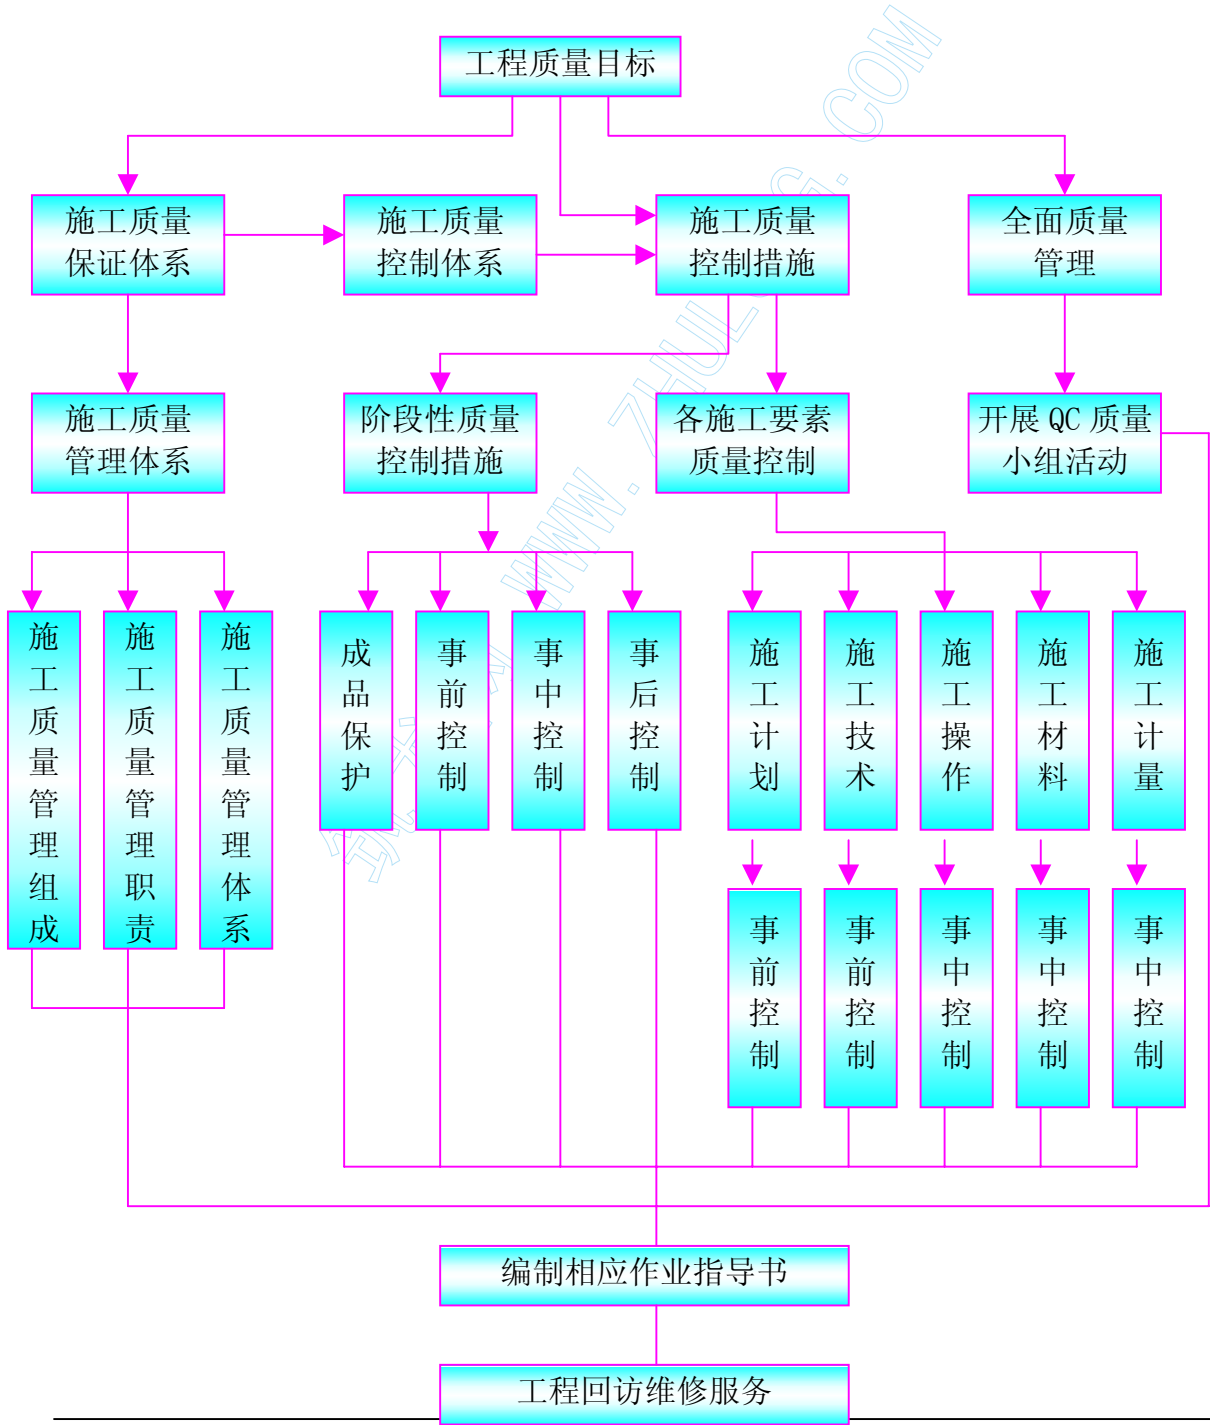 工程质量目标
施工质量
保证体系
施工质量
控制体系
施工质量
控制措施
全面质量
管理
施工质量
管理体系
阶段性质量
控制措施
各施工要素
质量控制
开展 QC 质量
小组活动
施工质量管理组成
施工质量管理职责
施工质量管理体系
成品保护
事前控制
事中控制
事后控制
施工计划
施工技术
施工操作
施工材料
施工计量
事前控制
事前控制
事中控制
事中控制
事中控制
编制相应作业指导书
工程回访维修服务